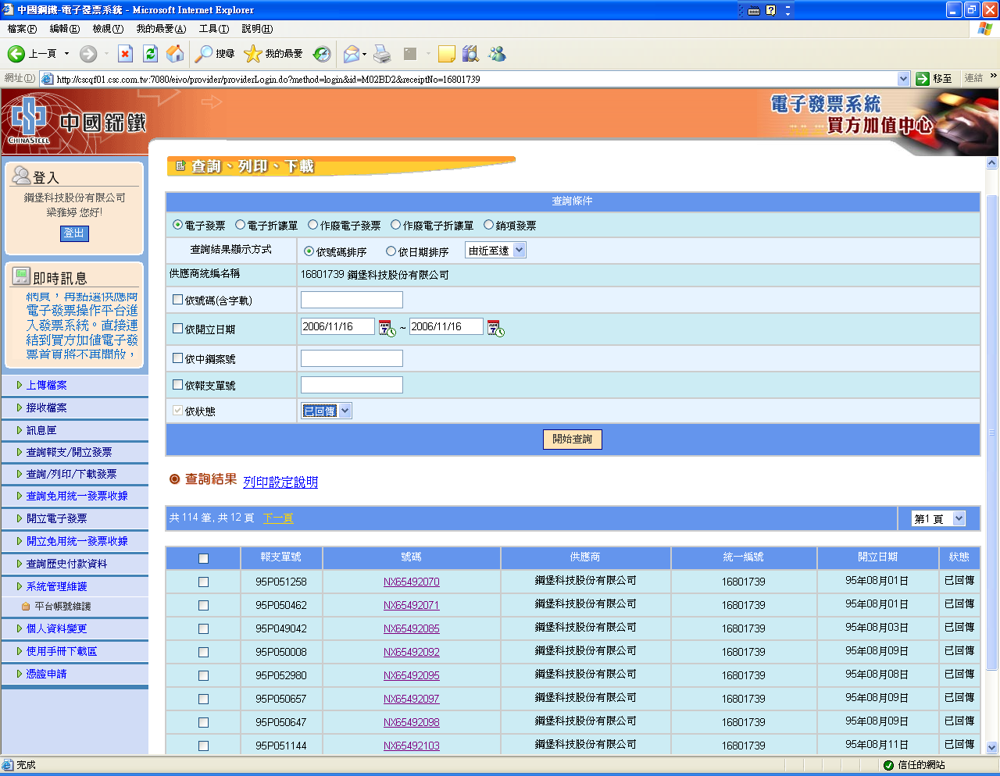 中國鋼鐵-電子發票系統 - Microsoft Internet Explorer
檔案(F) 編輯(E) 檢視(V) 我的最愛(A) 工具(T) 說明(H)
上一頁 搜尋 我的最愛
網址(D) http://cscqf01.csc.com.tw:7080/eivo/provider/providerLogin.do?method=login&id=M02BD2&receiptNo=16801739 移至 連結 »
CHINA STEEL 中國鋼鐵
電子發票系統
買方加值中心
登入
鋼堡科技股份有限公司
梁雅婷 您好!
登出
即時訊息
網頁，再點選供應商
電子發票操作平台進
入發票系統。直接連
結到買方加值電子發
票首頁將不再開放，
上傳檔案
接收檔案
訊息匣
查詢報支/開立發票
查詢/列印/下載發票
查詢免用統一發票收據
開立電子發票
開立免用統一發票收據
查詢歷史付款資料
系統管理維護
平台帳號維護
個人資料變更
使用手冊下載區
憑證申請
查詢、列印、下載
查詢條件
電子發票 電子折讓單 作廢電子發票 作廢電子折讓單 銷項發票
查詢結果顯示方式 依號碼排序 依日期排序 由近至遠
供應商統編名稱 16801739 鋼堡科技股份有限公司
依號碼(含字軌)
依開立日期 2006/11/16 ~ 2006/11/16
依中鋼案號
依報支單號
依狀態 已回傳
開始查詢
查詢結果 列印設定說明
共 114 筆, 共 12 頁 下一頁 第1 頁
報支單號 號碼 供應商 統一編號 開立日期 狀態
95P051258 NX65492070 鋼堡科技股份有限公司 16801739 95年08月01日 已回傳
95P050462 NX65492071 鋼堡科技股份有限公司 16801739 95年08月01日 已回傳
95P049042 NX65492085 鋼堡科技股份有限公司 16801739 95年08月03日 已回傳
95P050008 NX65492092 鋼堡科技股份有限公司 16801739 95年08月09日 已回傳
95P052980 NX65492095 鋼堡科技股份有限公司 16801739 95年08月08日 已回傳
95P050657 NX65492097 鋼堡科技股份有限公司 16801739 95年08月09日 已回傳
95P050647 NX65492098 鋼堡科技股份有限公司 16801739 95年08月09日 已回傳
95P051144 NX65492103 鋼堡科技股份有限公司 16801739 95年08月11日 已回傳
完成 信任的網站